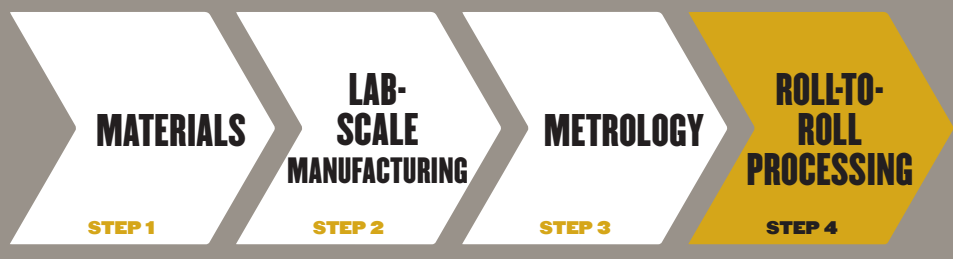 MATERIALS
STEP 1
LAB-
SCALE
MANUFACTURING
STEP 2
METROLOGY
STEP 3
ROLL-TO-
ROLL
PROCESSING
STEP 4